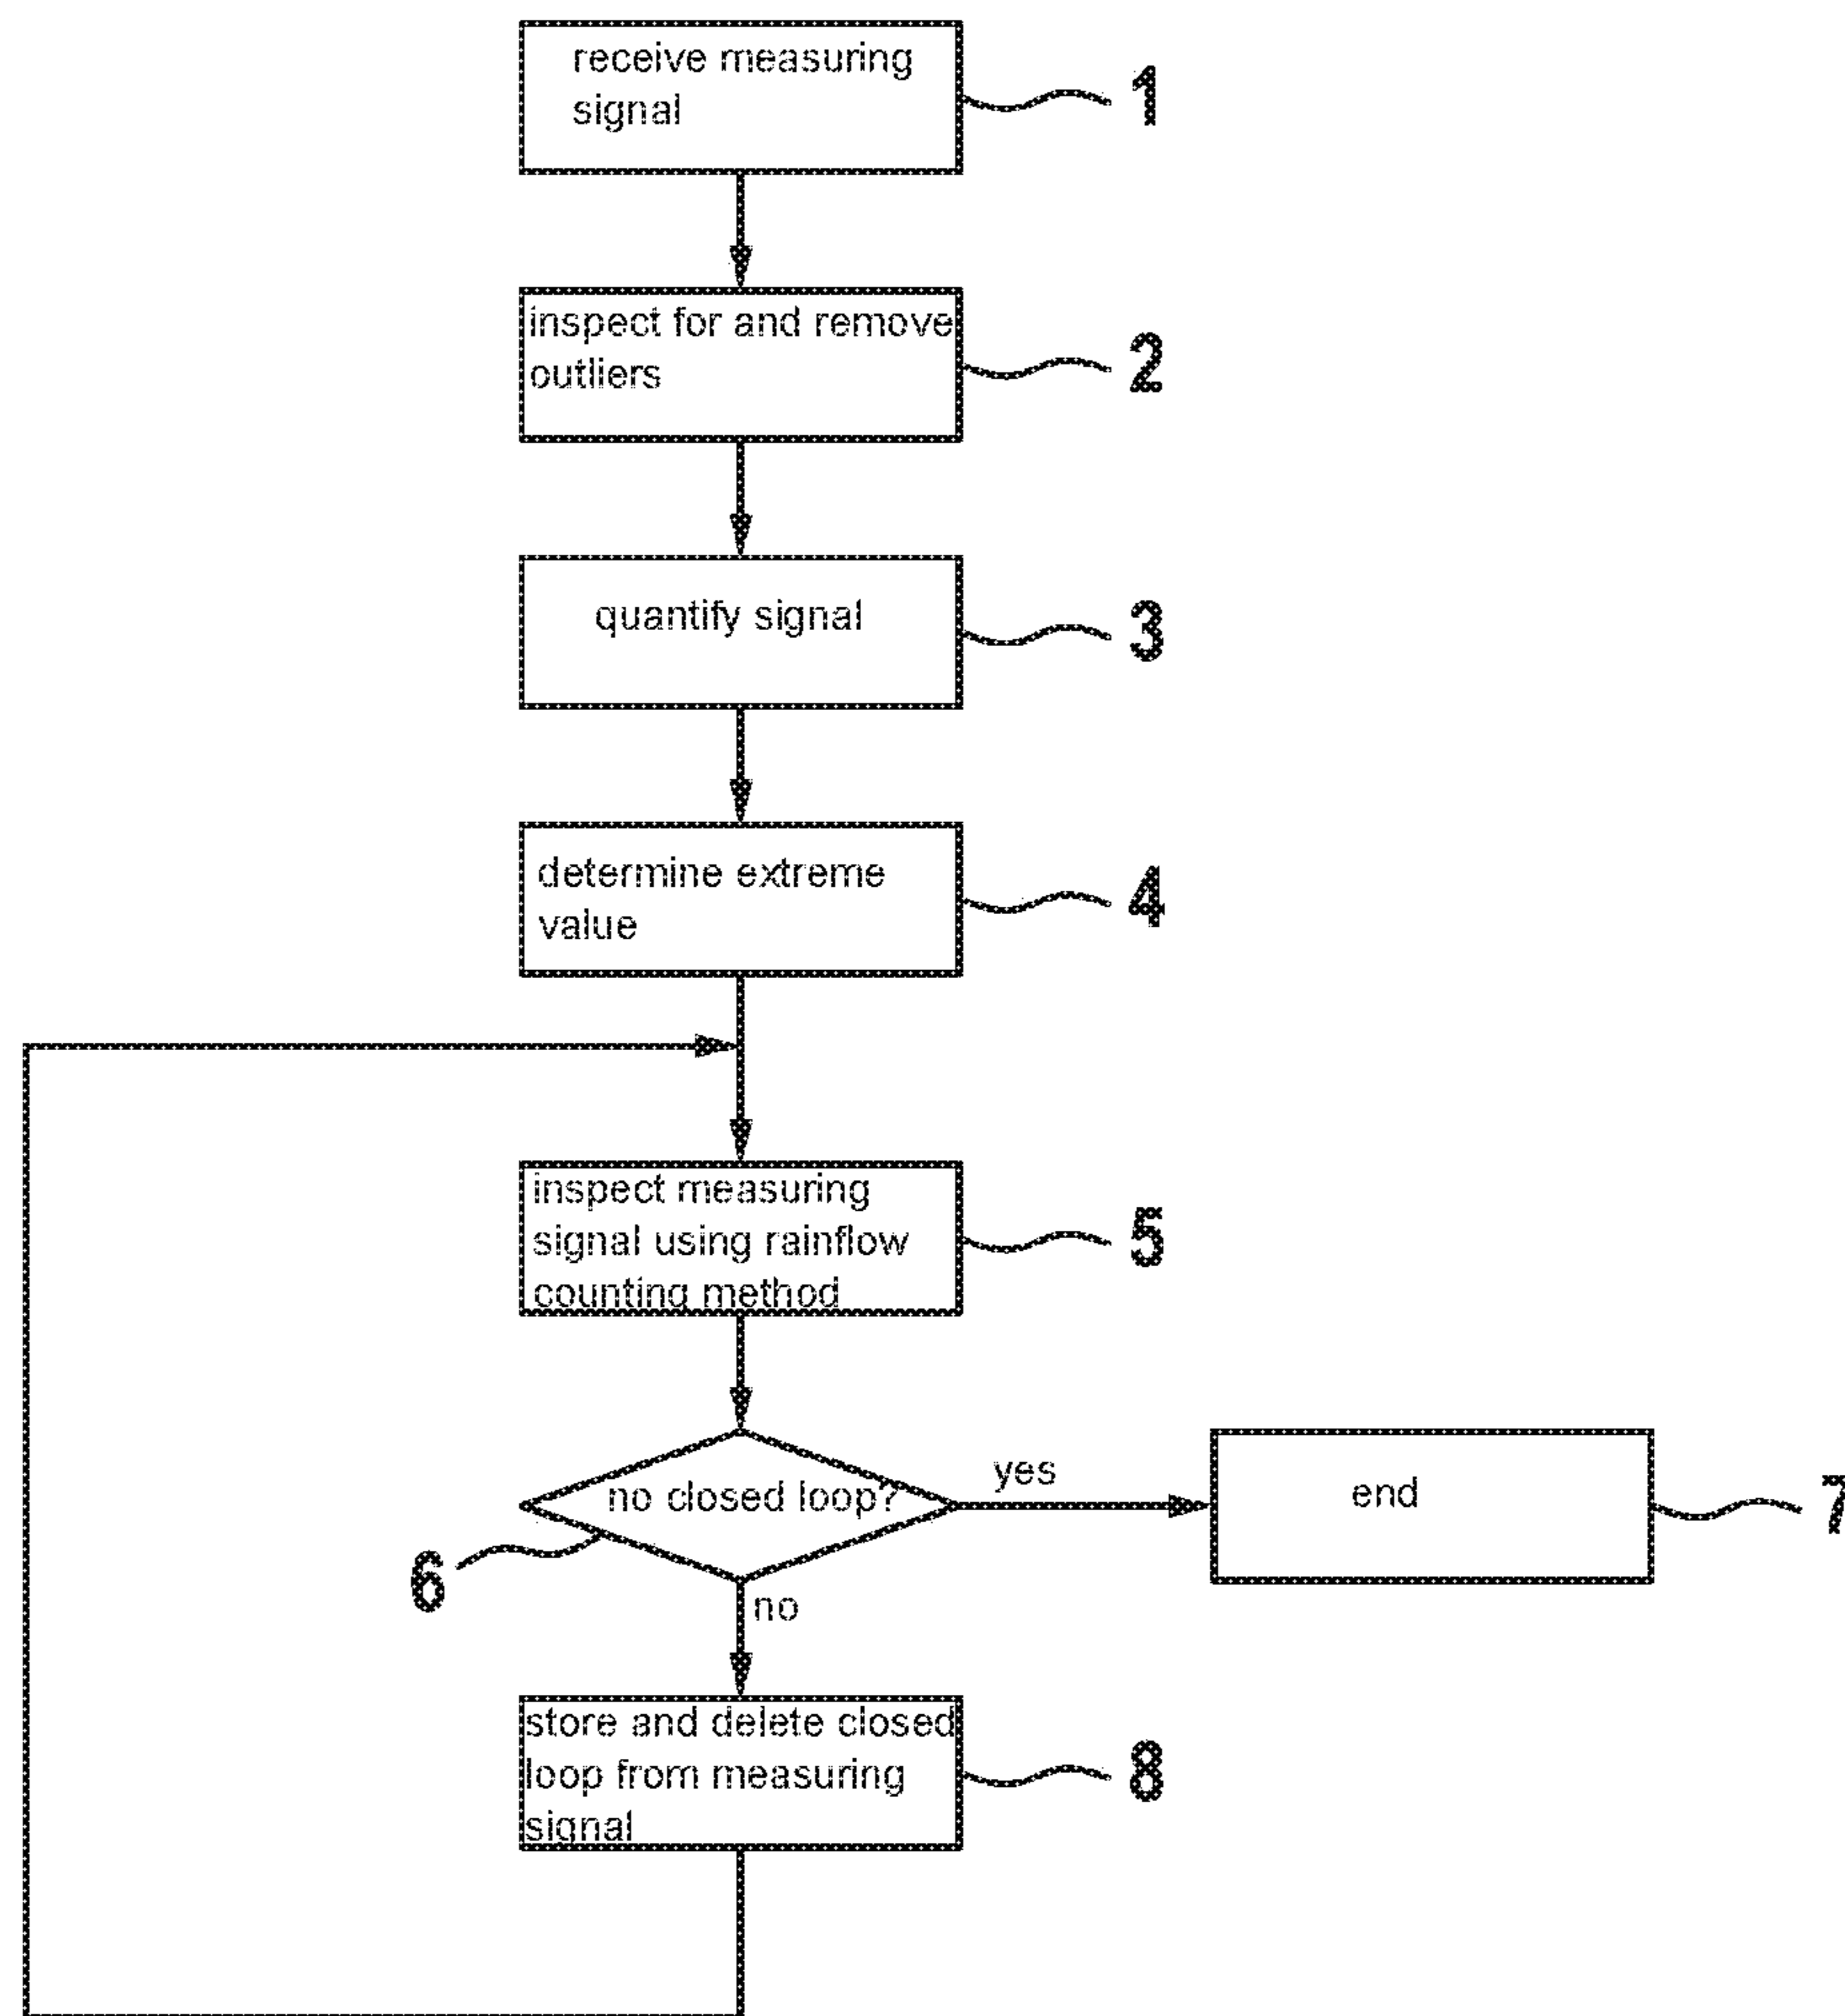 receive measuring
signal
1
inspect for and remove
outliers
2
quantify signal
3
determine extreme
value
4
inspect measuring
signal using rainflow
counting method
5
no closed loop?
6
yes
end
7
no
store and delete closed
loop from measuring
signal
8